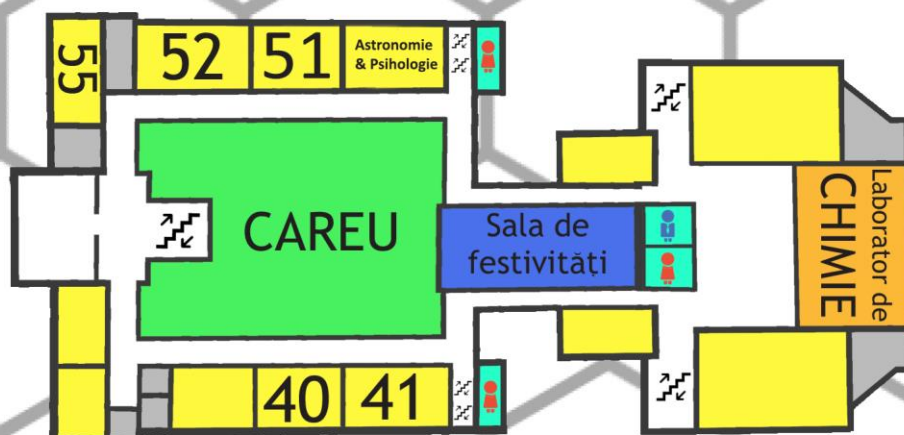 55
52
51
Astronomie
& Psihologie
CAREU
Sala de
festivități
Laborator de
CHIMIE
40
41